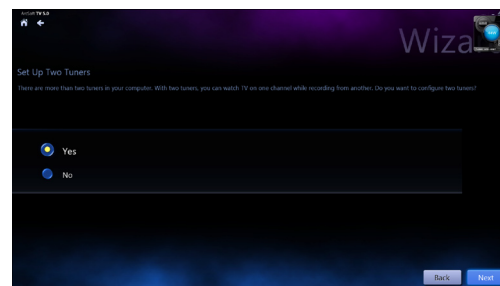 ArcSoft TV 5.0
Wiza
Set Up Two Tuners
There are more than two tuners in your computer. With two tuners, you can watch TV on one channel while recording from another. Do you want to configure two tuners?
Yes
No
Back
Next